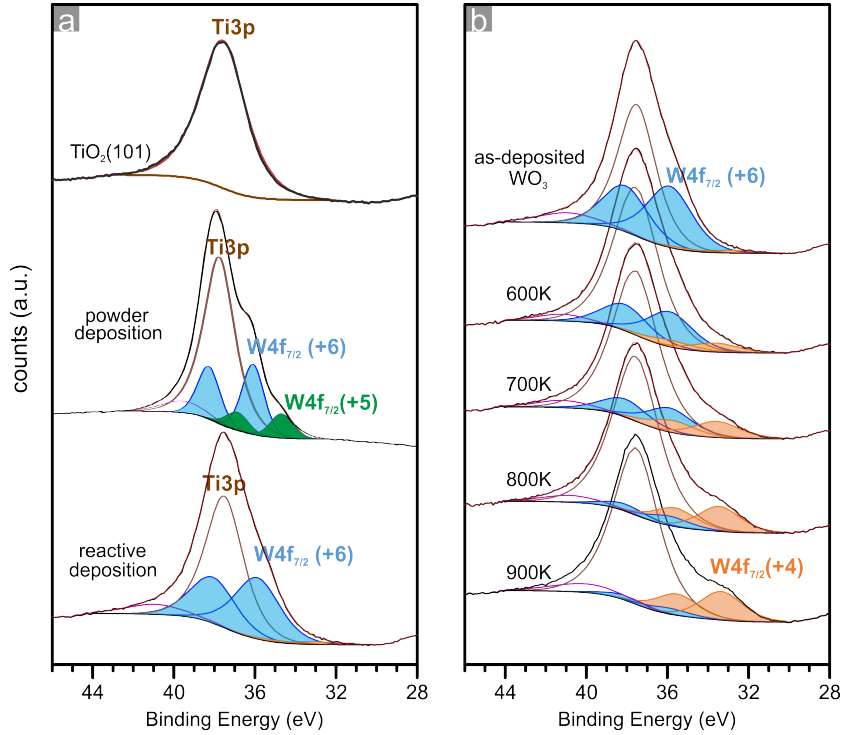 a
Ti3p
TiO₂(101)
Ti3p
powder
deposition
W4f₇/₂ (+6)
W4f₇/₂(+5)
Ti3p
reactive
deposition
W4f₇/₂ (+6)
counts (a.u.)
44 40 36 32 28
Binding Energy (eV)
b
as-deposited
WO₃
W4f₇/₂ (+6)
600K
700K
800K
900K
W4f₇/₂(+4)
44 40 36 32 28
Binding Energy (eV)